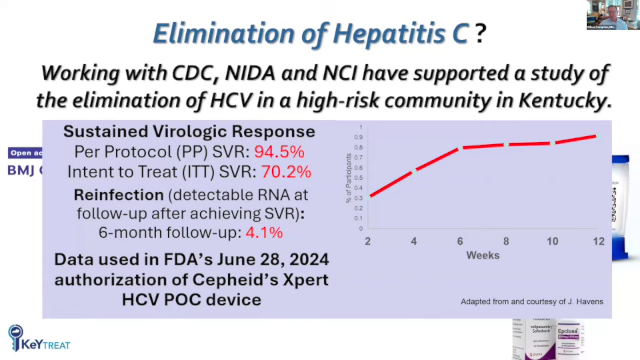 Elimination of Hepatitis C ?
Working with CDC, NIDA and NCI have supported a study of
the elimination of HCV in a high-risk community in Kentucky.
Open ac
BMJ
Sustained Virologic Response
Per Protocol (PP) SVR: 94.5%
Intent to Treat (ITT) SVR: 70.2%
Reinfection (detectable RNA at
follow-up after achieving SVR):
6-month follow-up: 4.1%
Data used in FDA's June 28, 2024
authorization of Cepheid's Xpert
HCV POC device
% of Participants
1
0.9
0.8
0.7
0.6
0.5
0.4
0.3
0.2
0.1
0
2 4 6 8 10 12
Weeks
Adapted from and courtesy of J. Havens
KeYTREAT
Epclusa